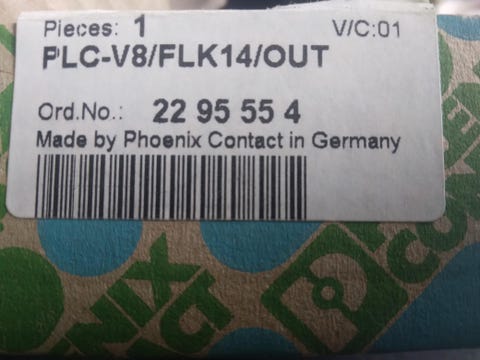 Pieces: 1 V/C:01
PLC-V8/FLK14/OUT
Ord.No.: 22 95 55 4
Made by Phoenix Contact in Germany